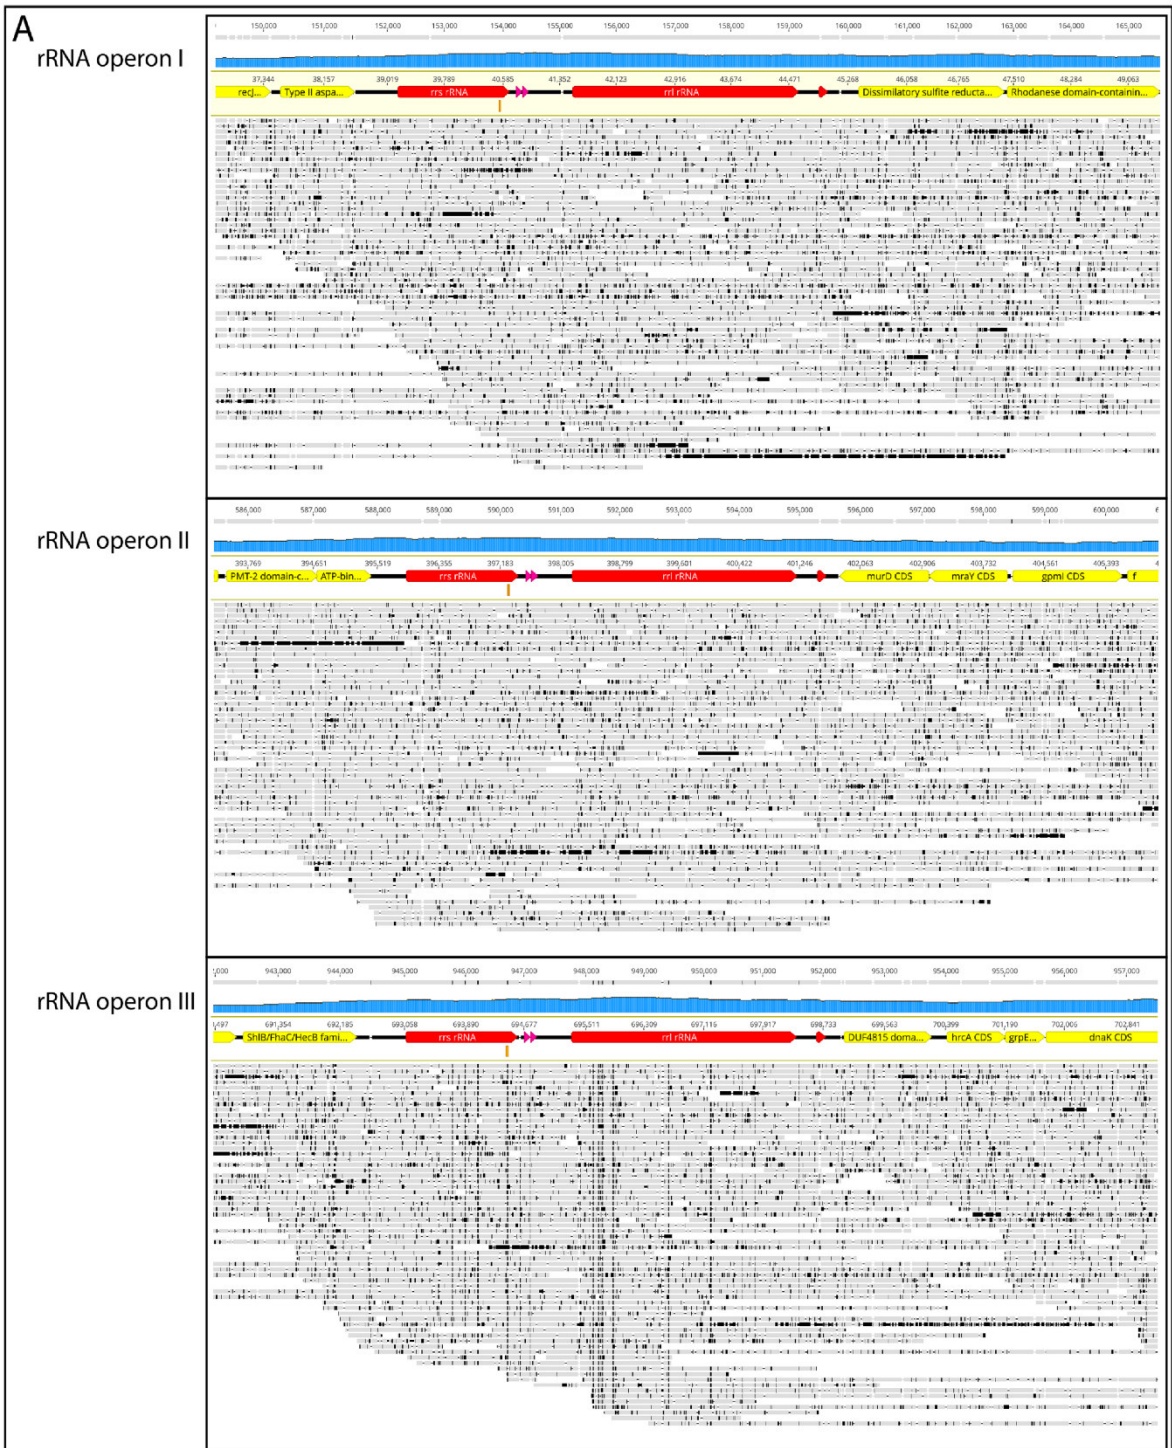 A
rRNA operon I
150,000 151,000 152,000 153,000 154,000 155,000 156,000 157,000 158,000 159,000 160,000 161,000 162,000 163,000 164,000 165,000
37,344 38,157 39,019 39,789 40,585 41,352 42,123 42,916 43,674 44,471 45,268 46,058 46,765 47,510 48,284 49,063
recJ... Type II aspa... rrs rRNA rrl rRNA Dissimilatory sulfite reducta... Rhodanese domain-containin...
rRNA operon II
586,000 587,000 588,000 589,000 590,000 591,000 592,000 593,000 594,000 595,000 596,000 597,000 598,000 599,000 600,000 6
393,769 394,651 395,519 396,355 397,183 398,005 398,799 399,601 400,422 401,246 402,063 402,906 403,732 404,561 405,393 4
PMT-2 domain-c... ATP-bin... rrs rRNA rrl rRNA murD CDS mraY CDS gpmI CDS f
rRNA operon III
2,000 943,000 944,000 945,000 946,000 947,000 948,000 949,000 950,000 951,000 952,000 953,000 954,000 955,000 956,000 957,000
1,497 691,354 692,185 693,058 693,890 694,677 695,511 696,309 697,116 697,917 698,733 699,563 700,399 701,190 702,006 702,841
ShlB/FhaC/HecB fami... rrs rRNA rrl rRNA DUF4815 doma... hrcA CDS grpE... dnaK CDS